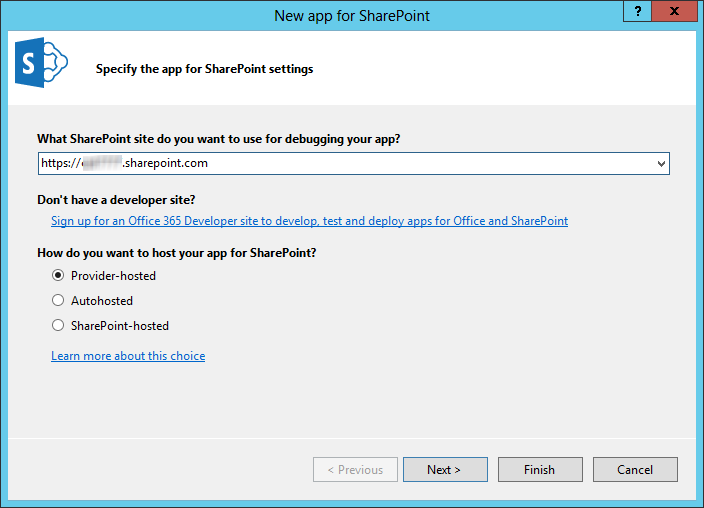 New app for SharePoint
?
x
S
Specify the app for SharePoint settings
What SharePoint site do you want to use for debugging your app?
https:// .sharepoint.com
Don't have a developer site?
Sign up for an Office 365 Developer site to develop, test and deploy apps for Office and SharePoint
How do you want to host your app for SharePoint?
Provider-hosted
Autohosted
SharePoint-hosted
Learn more about this choice
< Previous
Next >
Finish
Cancel